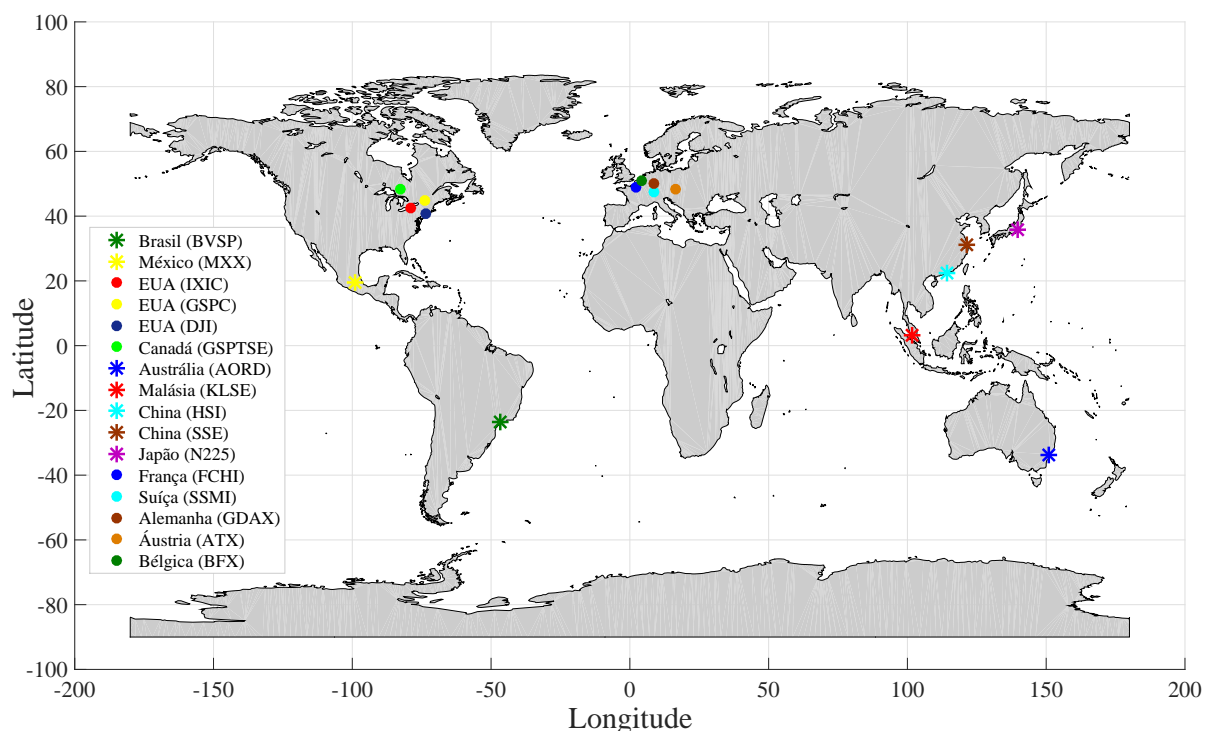 100
80
60
40
20
0
-20
-40
-60
-80
-100
Latitude
Brasil (BVSP)
México (MXX)
EUA (IXIC)
EUA (GSPC)
EUA (DJI)
Canadá (GSPTSE)
Austrália (AORD)
Malásia (KLSE)
China (HSI)
China (SSE)
Japão (N225)
França (FCHI)
Suíça (SSMI)
Alemanha (GDAX)
Áustria (ATX)
Bélgica (BFX)
-200 -150 -100 -50 0 50 100 150 200
Longitude